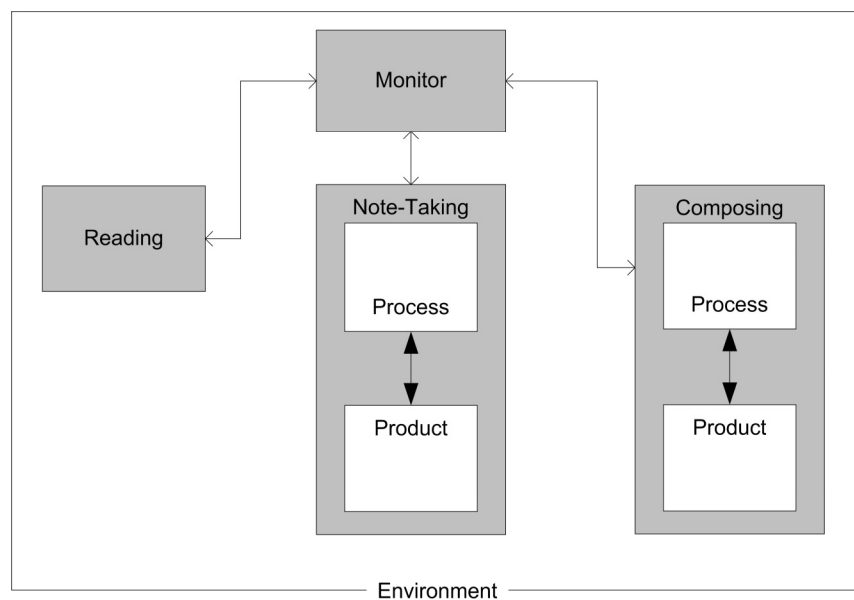 Monitor
Reading
Note-Taking
Process
Product
Composing
Process
Product
Environment